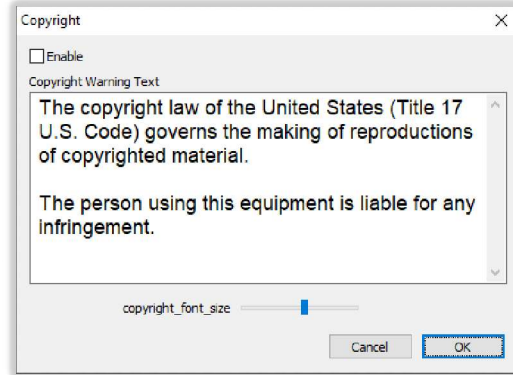 Copyright
Enable
Copyright Warning Text
The copyright law of the United States (Title 17
U.S. Code) governs the making of reproductions
of copyrighted material.
The person using this equipment is liable for any
infringement.
copyright_font_size
Cancel OK